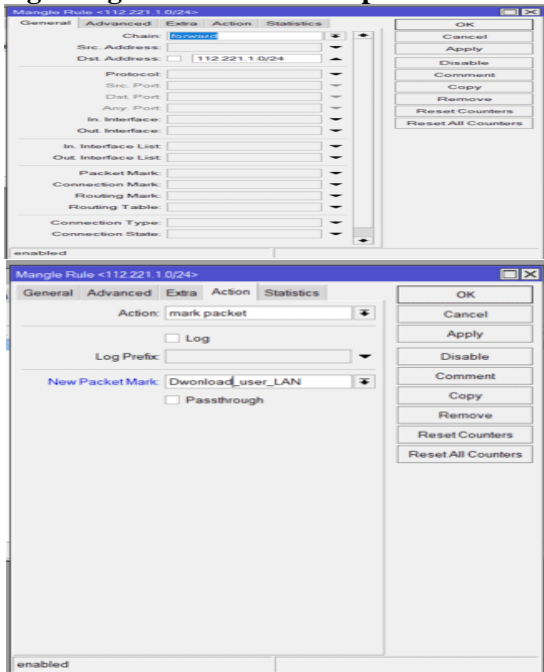 Mangle Rule <112.221.1.0/24>
General Advanced Extra Action Statistics
Chain: forward
Src. Address:
Dst. Address: 112.221.1.0/24
Protocol:
Src. Port:
Dst. Port:
Any. Port:
In. Interface:
Out. Interface:
In. Interface List:
Out. Interface List:
Packet Mark:
Connection Mark:
Routing Mark:
Routing Table:
Connection Type:
Connection State:
OK
Cancel
Apply
Disable
Comment
Copy
Remove
Reset Counters
Reset All Counters
enabled
Mangle Rule <112.221.1.0/24>
General Advanced Extra Action Statistics
Action: mark packet
Log
Log Prefix:
New Packet Mark: Dwonload_user_LAN
Passthrough
OK
Cancel
Apply
Disable
Comment
Copy
Remove
Reset Counters
Reset All Counters
enabled